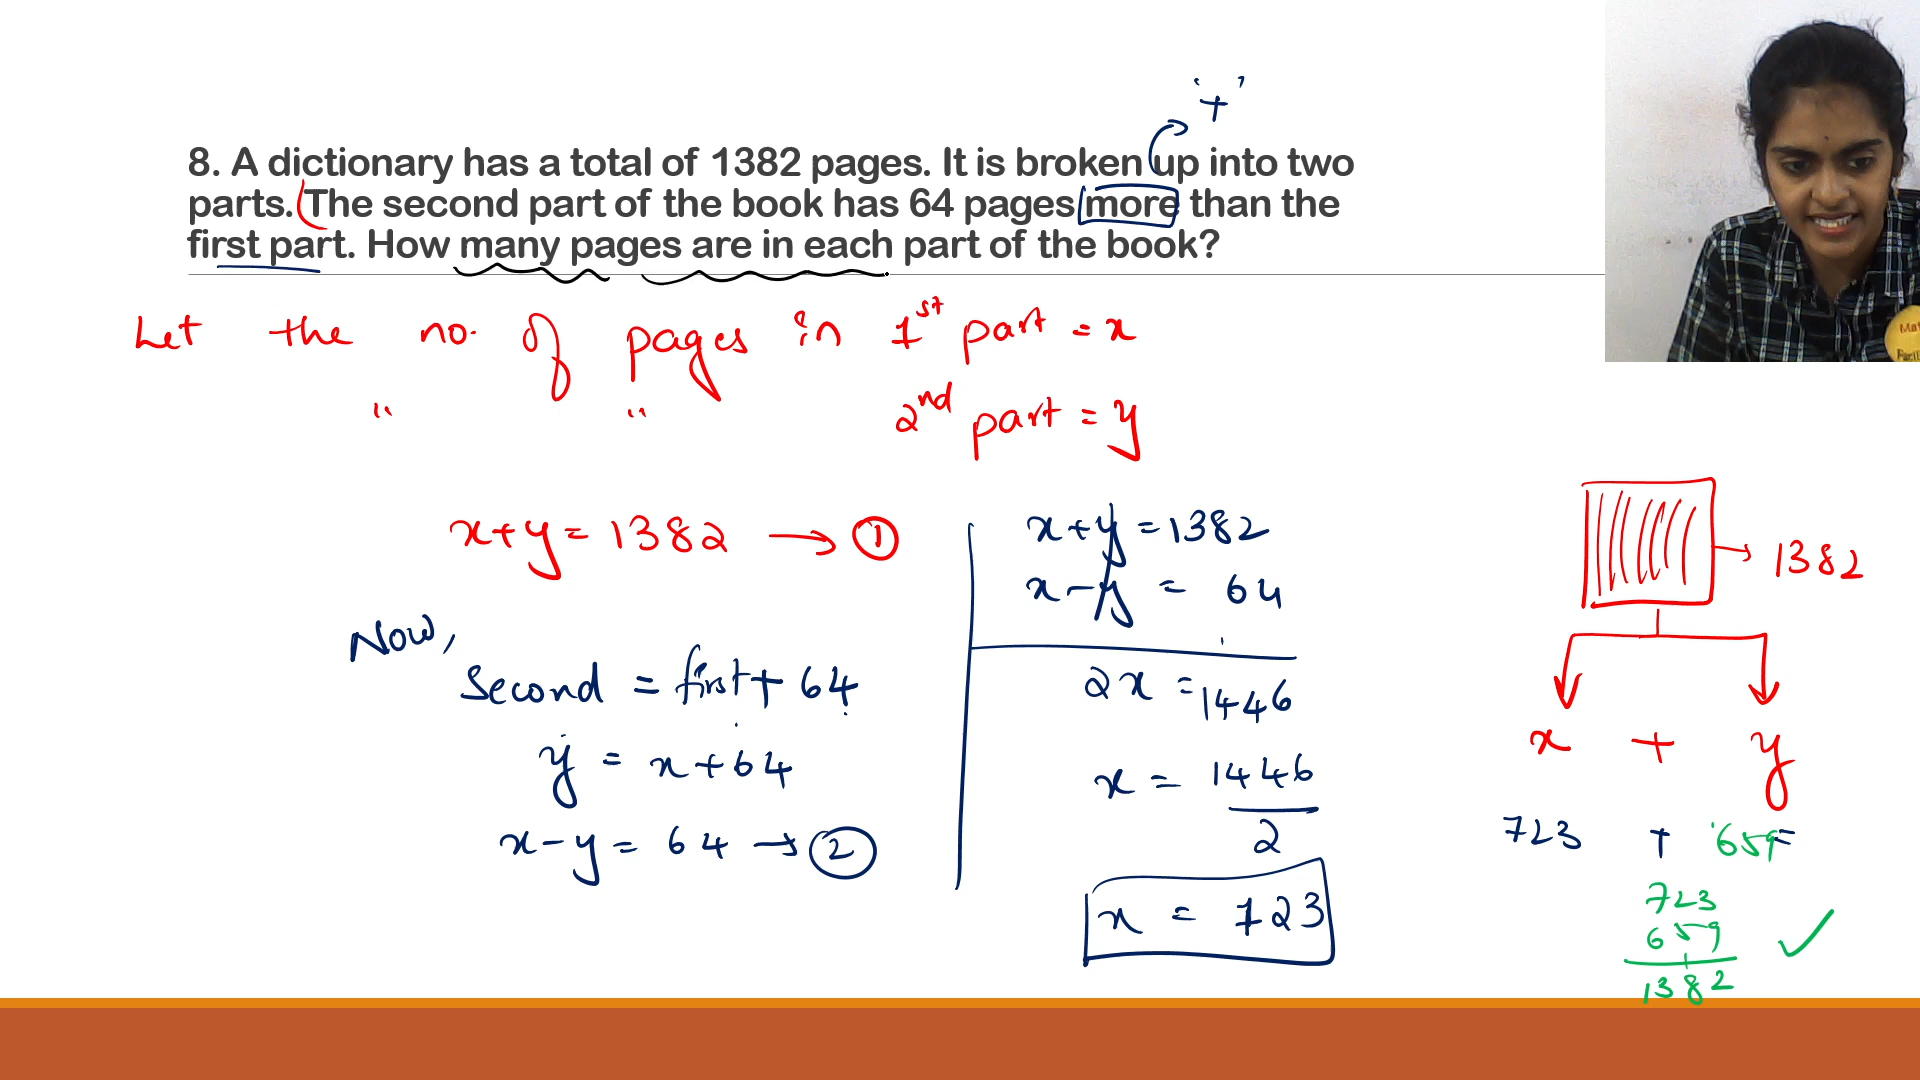 ‘+’
8. A dictionary has a total of 1382 pages. It is broken up into two
parts. The second part of the book has 64 pages more than the
first part. How many pages are in each part of the book?
Let the no. of pages in 1st part = x
" " 2nd part = y
x+y = 1382 → ①
Now,
Second = first + 64
y = x + 64
x - y = 64 → ②
x + y = 1382
x - y = 64
2x = 1446
x = 1446
2
x = 723
1382
x + y
723 + 659 =
723
659
1382